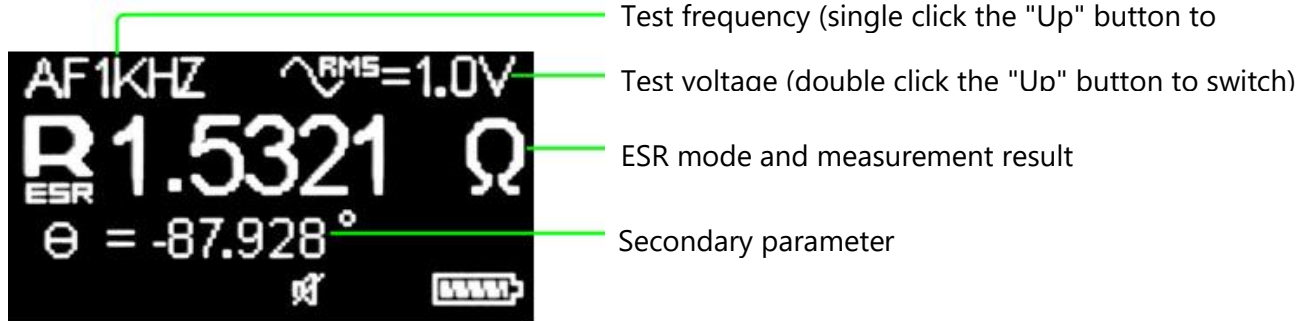 Test frequency (single click the "Up" button to
AF1KHZ RMS=1.0V
Test voltage (double click the "Up" button to switch)
R ESR 1.5321 Ω
ESR mode and measurement result
θ = -87.928°
Secondary parameter